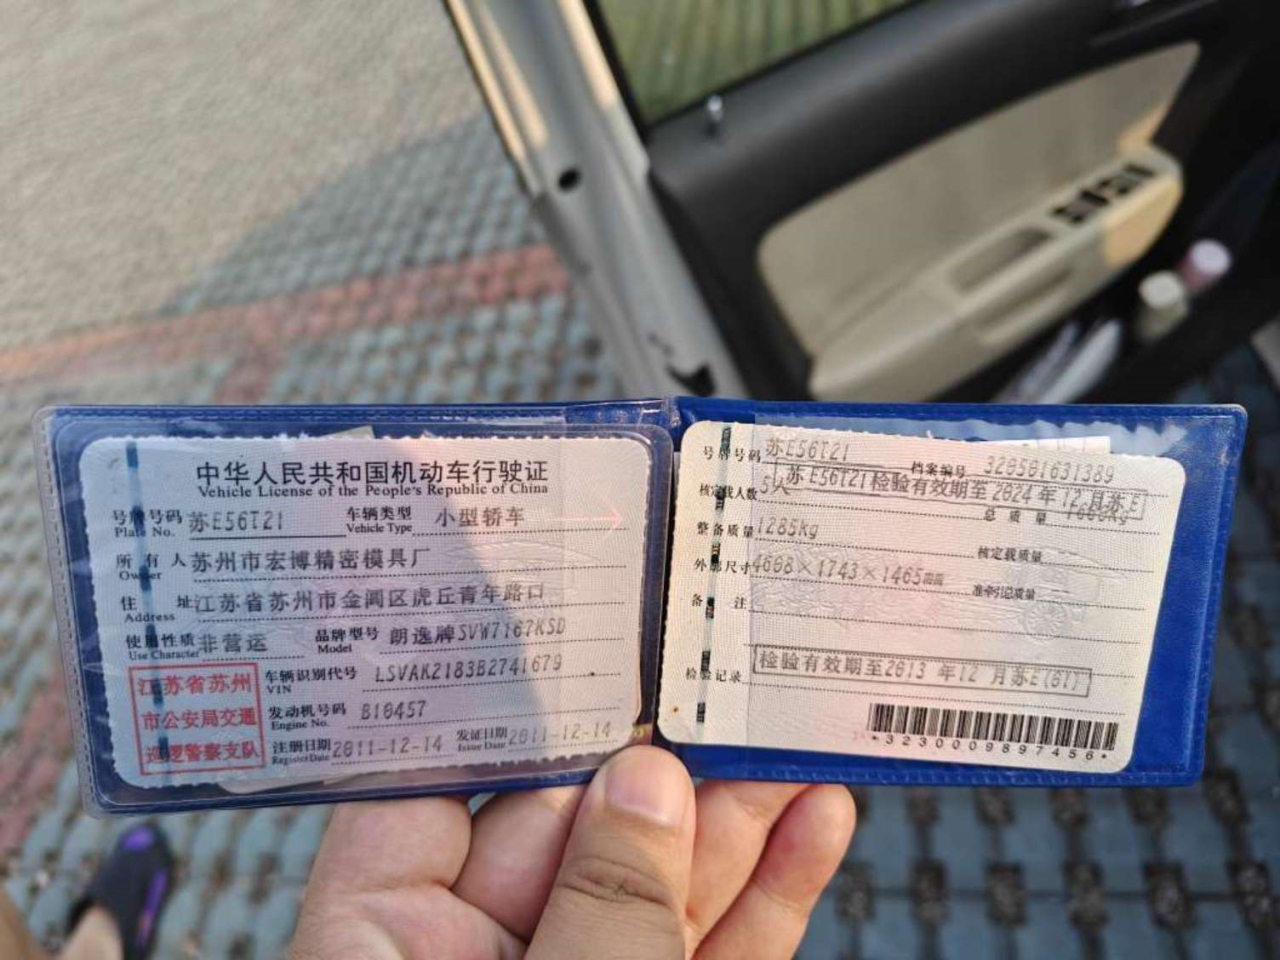 中华人民共和国机动车行驶证
Vehicle License of the People's Republic of China
号牌号码 苏E56T21 车辆类型 小型轿车
Plate No. Vehicle Type
所有人 苏州市宏博精密模具厂
Owner
住址 江苏省苏州市金阊区虎丘青年路口
Address
使用性质 非营运 品牌型号 朗逸牌SVW7167KSD
Use Character Model
江苏省苏州
市公安局交通
巡逻警察支队
车辆识别代号 LSVAK2183B2741679
VIN
发动机号码 B10457
Engine No.
注册日期 2011-12-14 发证日期 2011-12-14
Register Date Issue Date
号牌号码 苏E56T21 档案编号 320501631389
苏E56T21检验有效期至2024年12月苏E
核定载人数 5人 总质量
整备质量 1285Kg 核定载质量
外廓尺寸 4608×1743×1465mm 准牵引总质量
备注
检验记录 检验有效期至2013年12月苏E(07)
*3230009897456*